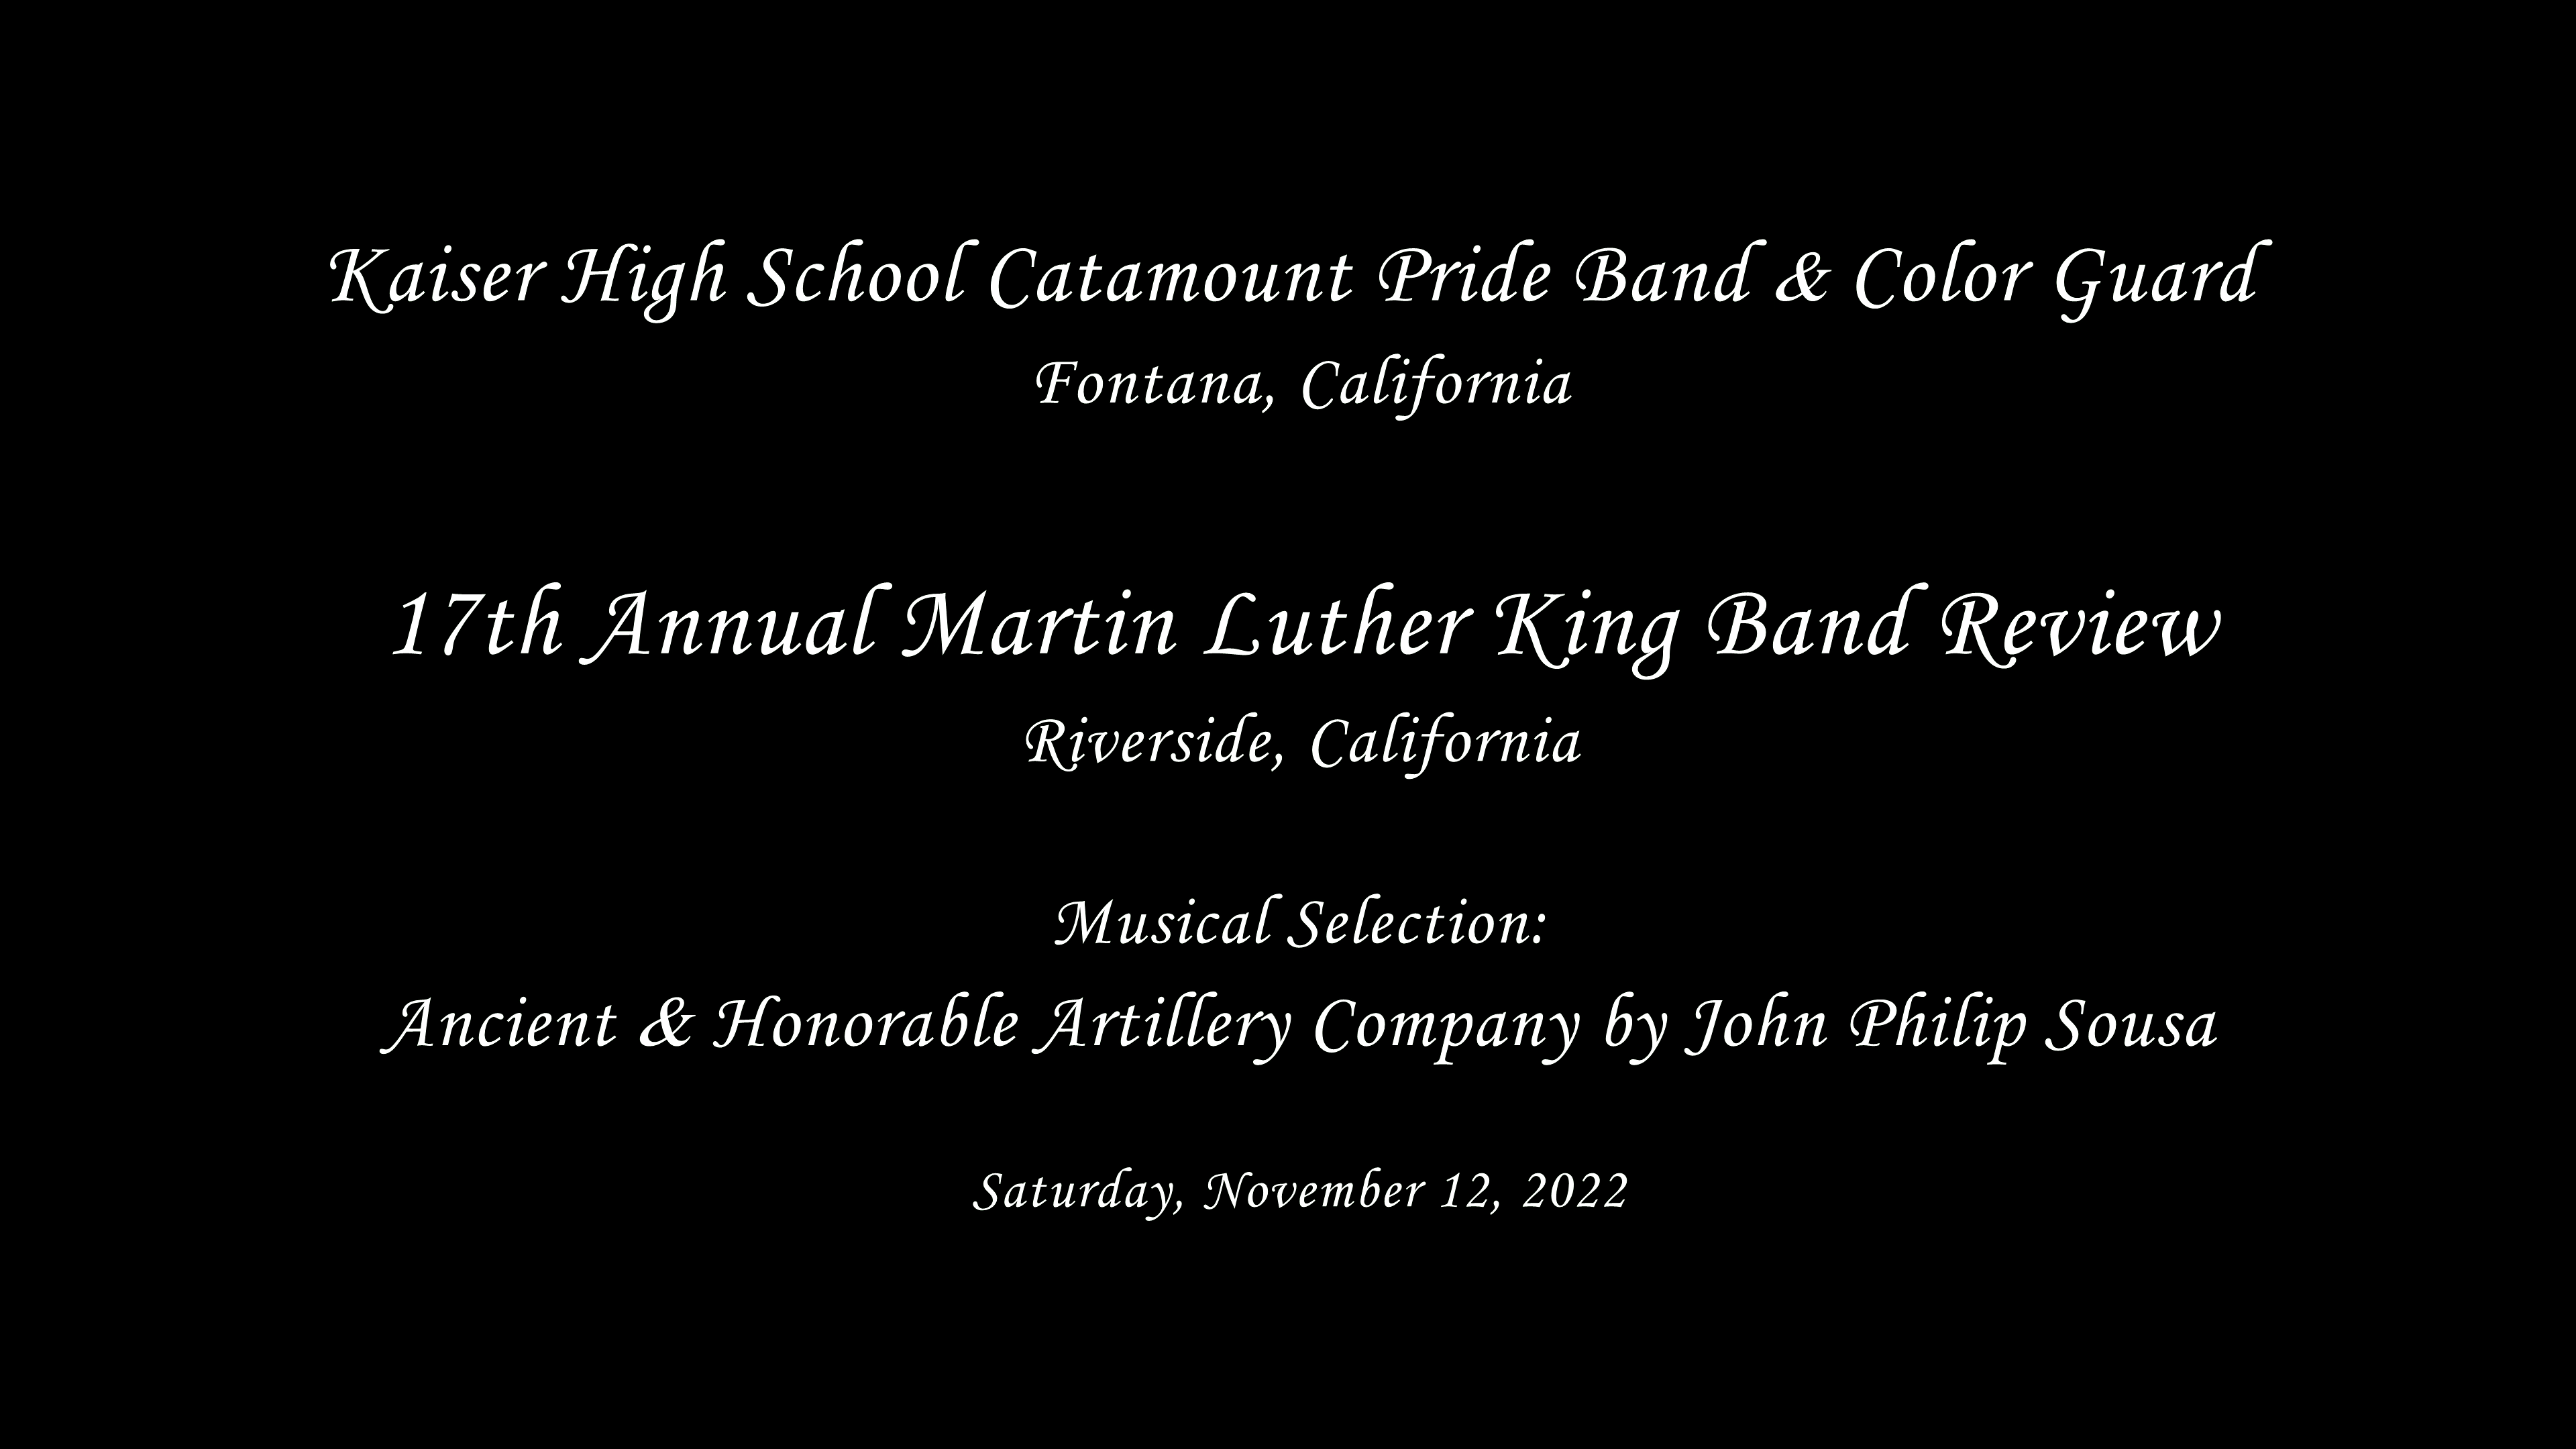 Kaiser High School Catamount Pride Band & Color Guard
Fontana, California
17th Annual Martin Luther King Band Review
Riverside, California
Musical Selection:
Ancient & Honorable Artillery Company by John Philip Sousa
Saturday, November 12, 2022